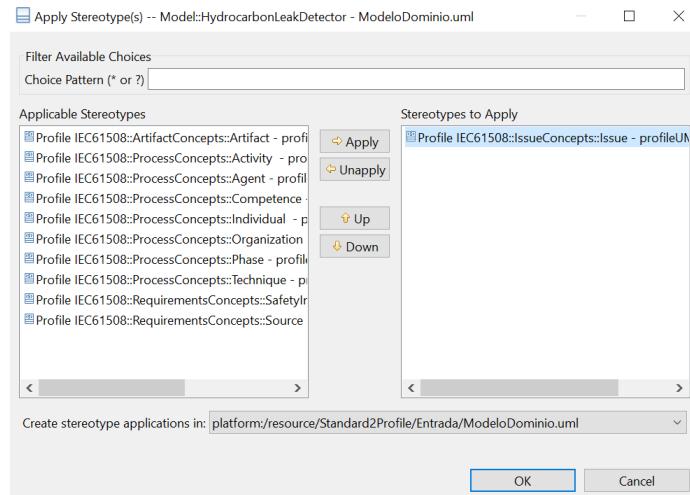 Apply Stereotype(s) -- Model::HydrocarbonLeakDetector - ModeloDominio.uml
Filter Available Choices
Choice Pattern (* or ?)
Applicable Stereotypes
Stereotypes to Apply
Profile IEC61508::ArtifactConcepts::Artifact - profi
Profile IEC61508::ProcessConcepts::Activity - pro
Profile IEC61508::ProcessConcepts::Agent - profil
Profile IEC61508::ProcessConcepts::Competence -
Profile IEC61508::ProcessConcepts::Individual - p
Profile IEC61508::ProcessConcepts::Organization
Profile IEC61508::ProcessConcepts::Phase - profile
Profile IEC61508::ProcessConcepts::Technique - pr
Profile IEC61508::RequirementsConcepts::SafetyIn
Profile IEC61508::RequirementsConcepts::Source
Apply
Unapply
Up
Down
Profile IEC61508::IssueConcepts::Issue - profileUM
Create stereotype applications in: platform:/resource/Standard2Profile/Entrada/ModeloDominio.uml
OK
Cancel